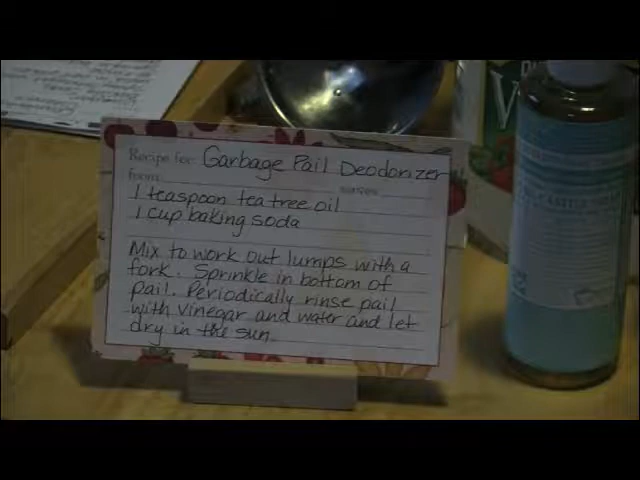 Recipe for: Garbage Pail Deodorizer
from:
serves:
1 teaspoon tea tree oil
1 cup baking soda
Mix to work out lumps with a
fork. Sprinkle in bottom of
pail. Periodically rinse pail
with vinegar and water and let
dry in the sun.